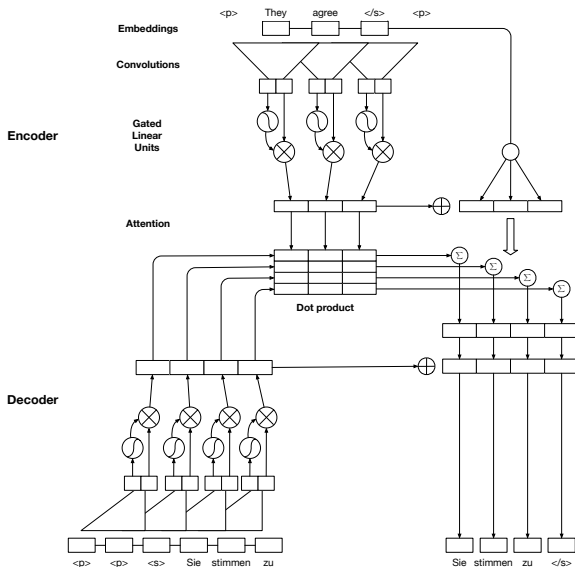 <p> They agree </s> <p>
Embeddings
Convolutions
Encoder
Gated
Linear
Units
Attention
Σ
Σ
Σ
Σ
Dot product
Decoder
<p> <p> <s> Sie stimmen zu
Sie stimmen zu </s>